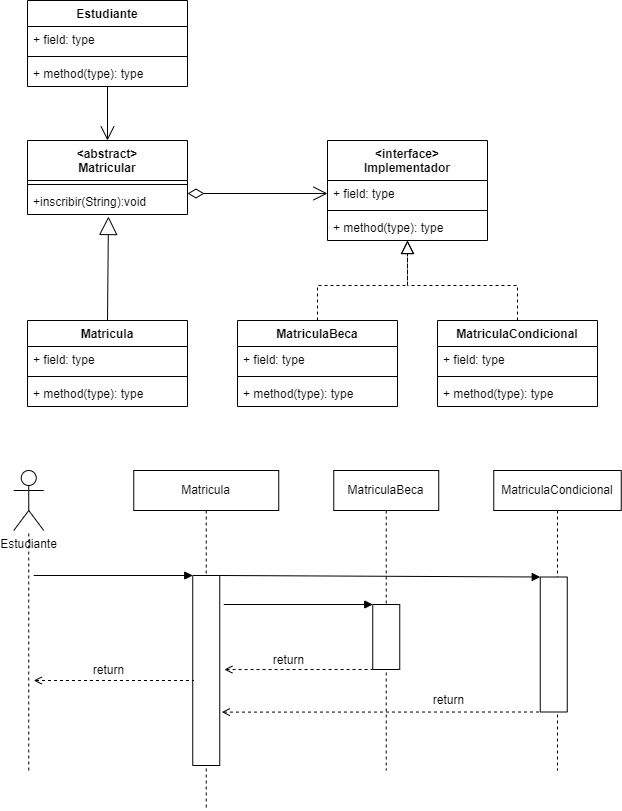 Estudiante
+ field: type
+ method(type): type
<abstract>
Matricular
+inscribir(String):void
<interface>
Implementador
+ field: type
+ method(type): type
Matricula
+ field: type
+ method(type): type
MatriculaBeca
+ field: type
+ method(type): type
MatriculaCondicional
+ field: type
+ method(type): type
Matricula
MatriculaBeca
MatriculaCondicional
Estudiante
return
return
return